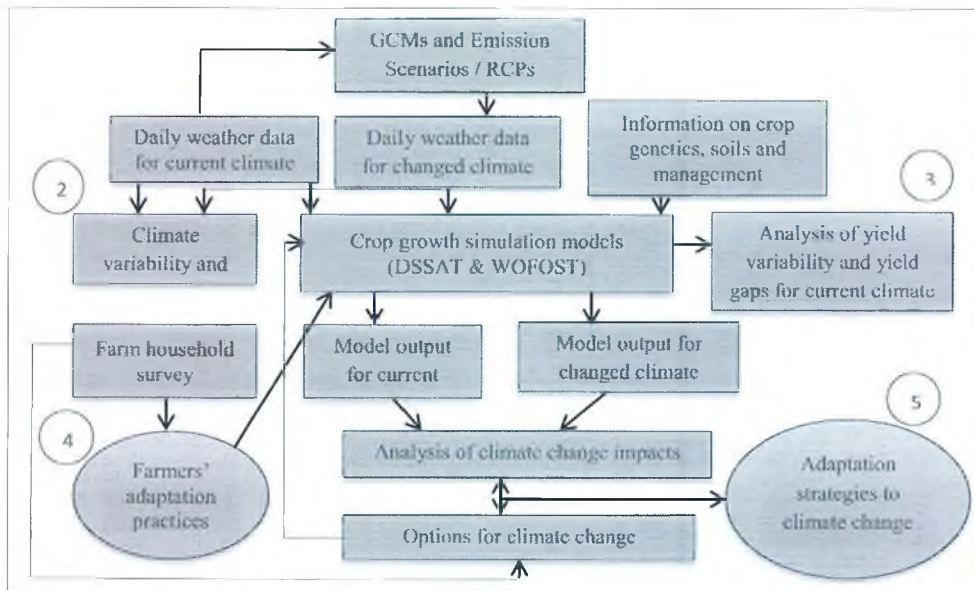 GCMs and Emission
Scenarios / RCPs
Daily weather data
for current climate
Daily weather data
for changed climate
Information on crop
genetics, soils and
management
2
3
Climate
variability and
Crop growth simulation models
(DSSAT & WOFOST)
Analysis of yield
variability and yield
gaps for current climate
Farm household
survey
Model output
for current
Model output for
changed climate
4
5
Farmers'
adaptation
practices
Analysis of climate change impacts
Adaptation
strategies to
climate change
Options for climate change